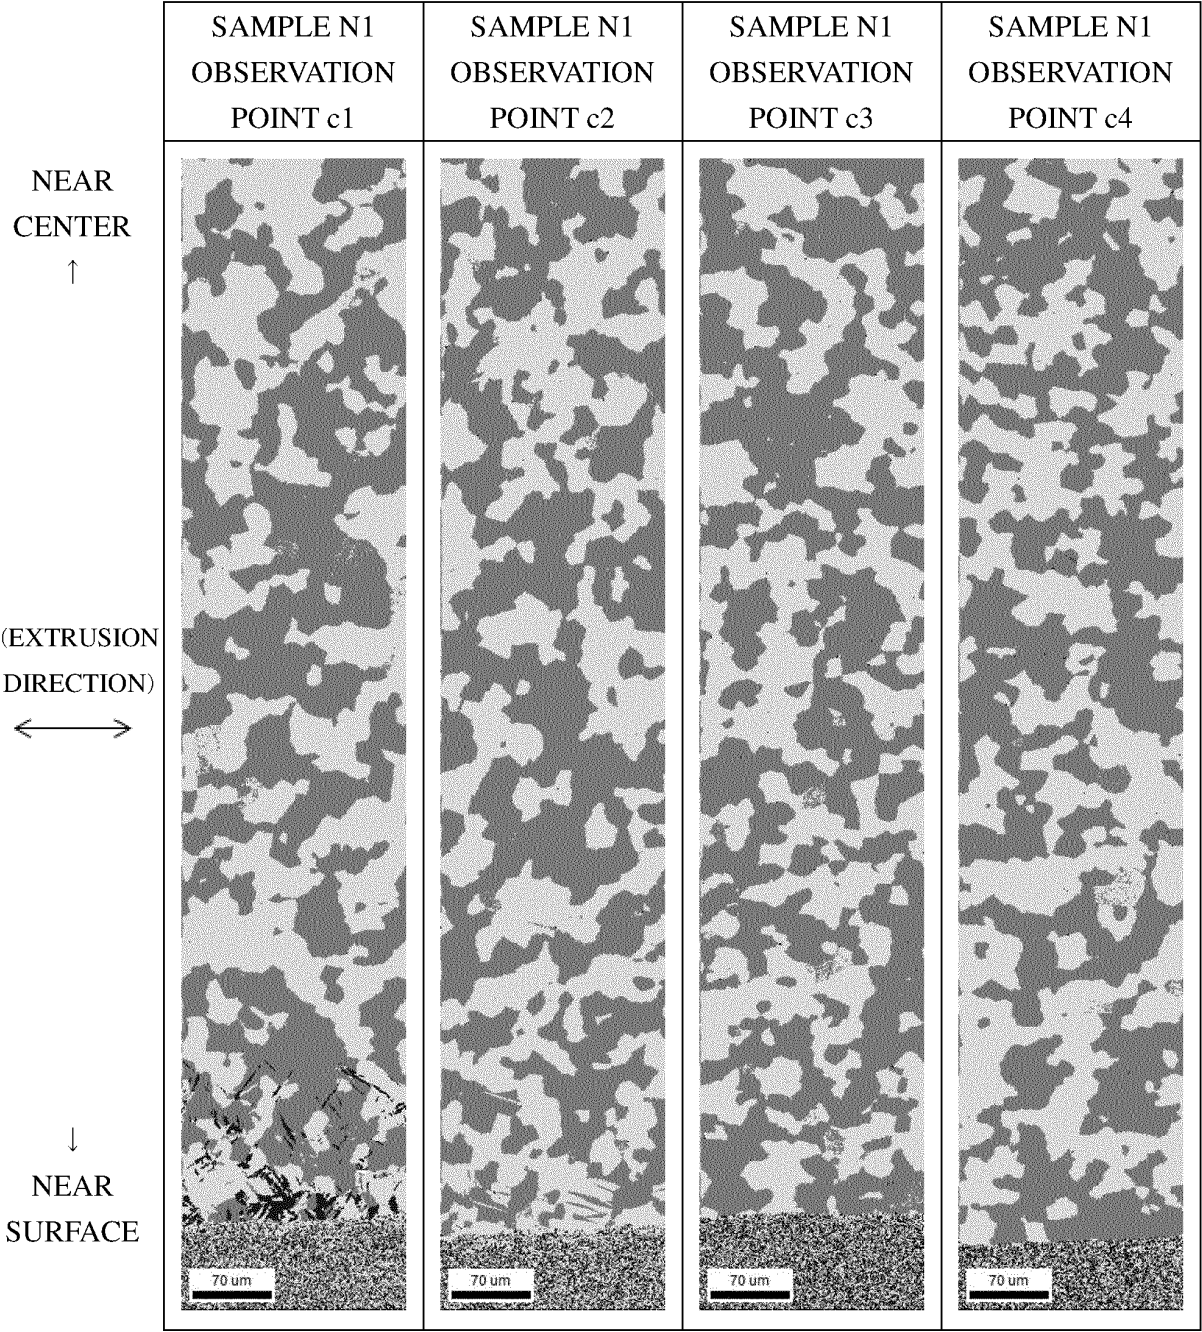 SAMPLE N1
OBSERVATION
POINT c1
SAMPLE N1
OBSERVATION
POINT c2
SAMPLE N1
OBSERVATION
POINT c3
SAMPLE N1
OBSERVATION
POINT c4
NEAR
CENTER
↑
(EXTRUSION
DIRECTION)
↓
NEAR
SURFACE
70 um
70 um
70 um
70 um